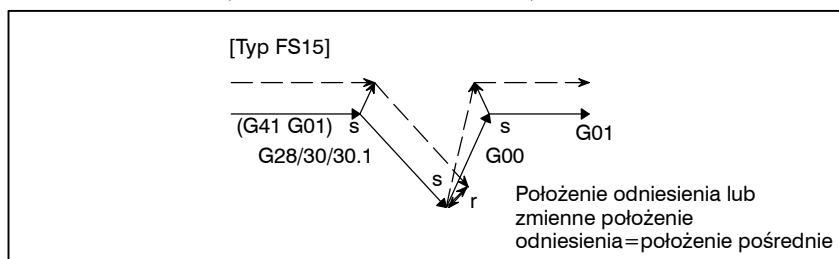 [Typ FS15]
(G41 G01) s
s
G01
G28/30/30.1
G00
s
r
Położenie odniesienia lub
zmienne położenie
odniesienia=położenie pośrednie